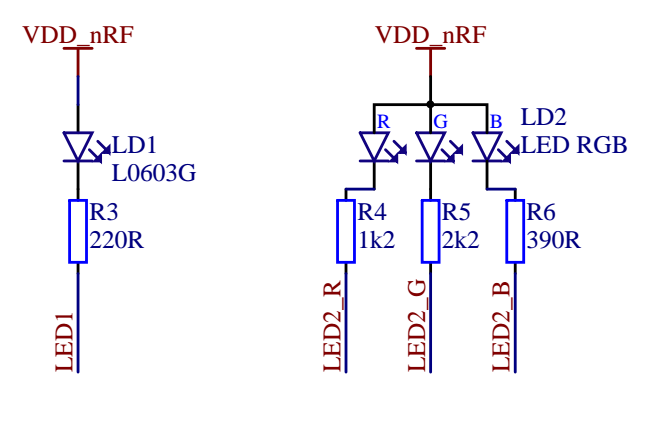 VDD_nRF
LD1
L0603G
R3
220R
LED1
VDD_nRF
R
G
B
LD2
LED RGB
R4
1k2
R5
2k2
R6
390R
LED2_R
LED2_G
LED2_B